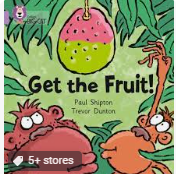 Get the Fruit!
Paul Shipton
Trevor Dunton
5+ stores